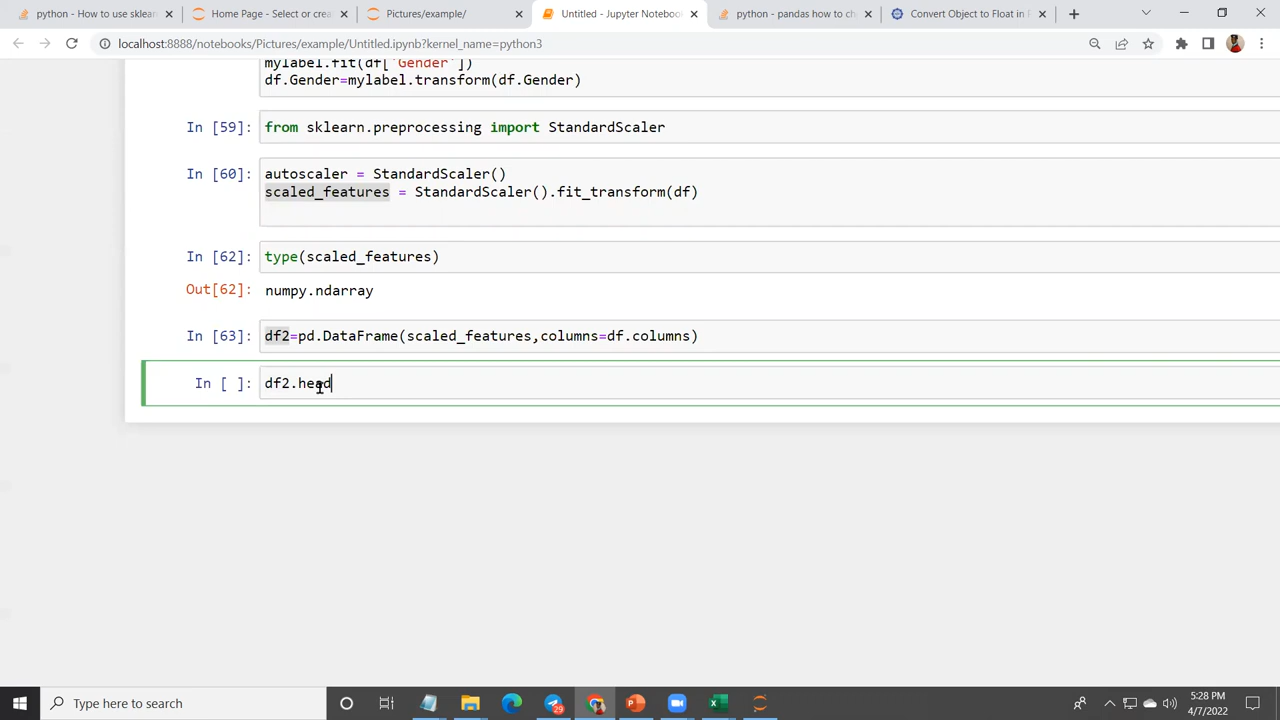 python - How to use sklearn
Home Page - Select or crea
Pictures/example/
Untitled - Jupyter Notebook
python - pandas how to ch
Convert Object to Float in P
localhost:8888/notebooks/Pictures/example/Untitled.ipynb?kernel_name=python3
mylabel.fit(df['Gender'])
df.Gender=mylabel.transform(df.Gender)
In [59]: from sklearn.preprocessing import StandardScaler
In [60]: autoscaler = StandardScaler()
scaled_features = StandardScaler().fit_transform(df)
In [62]: type(scaled_features)
Out[62]: numpy.ndarray
In [63]: df2=pd.DataFrame(scaled_features,columns=df.columns)
In [ ]: df2.head
Type here to search
29
5:28 PM
4/7/2022